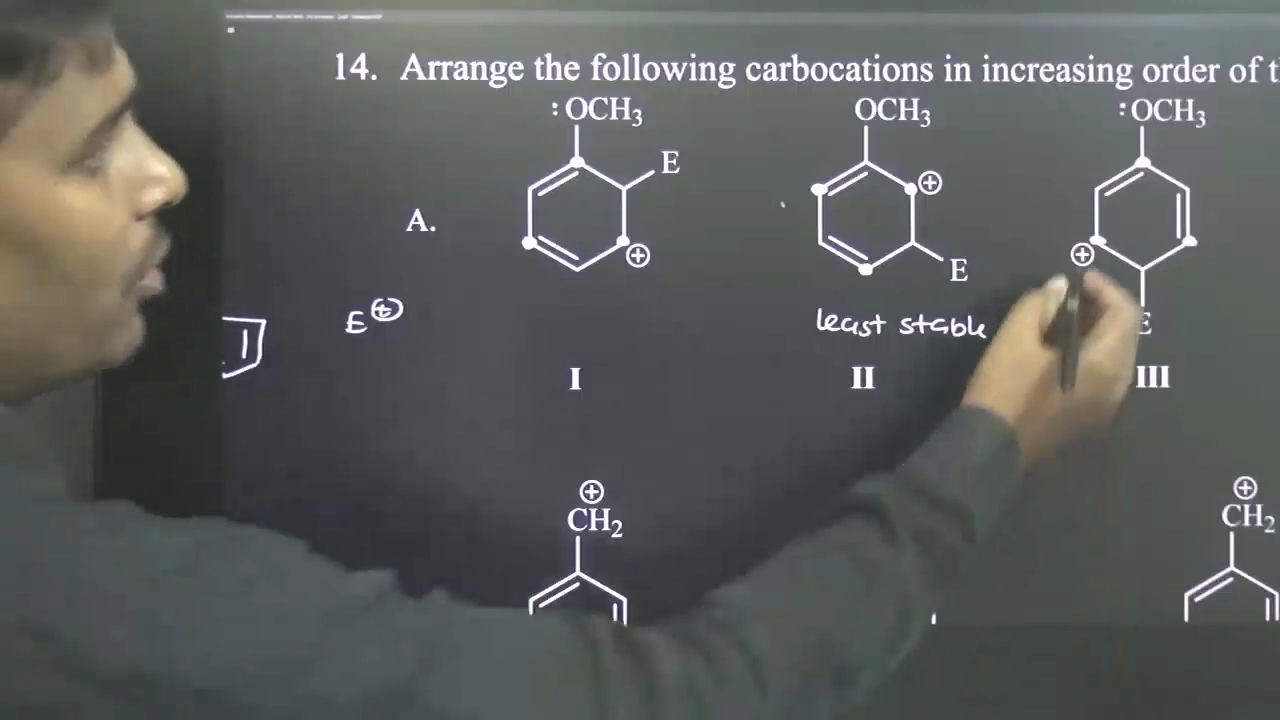 14. Arrange the following carbocations in increasing order of t
:OCH₃ OCH₃ :OCH₃
E
A.
⊕
⊕
E
⊕
E
E⊕
least stable
I II III
⊕ ⊕
CH₂ CH₂